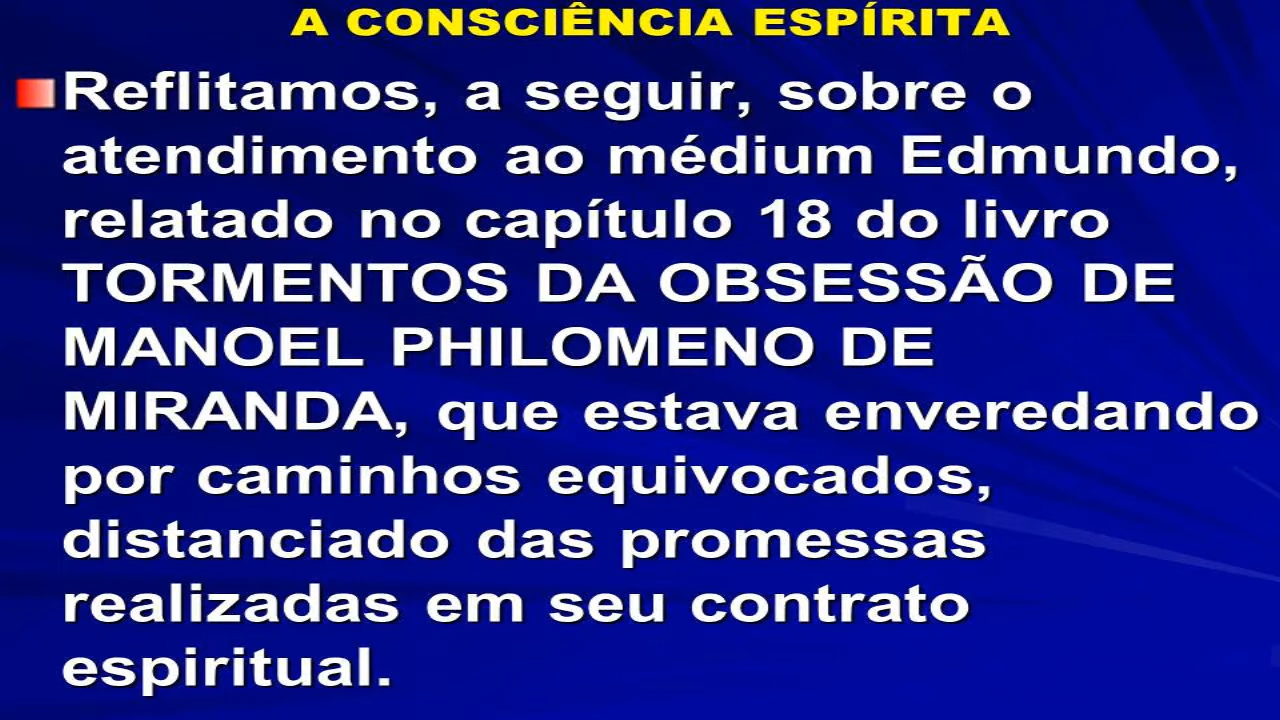 A CONSCIÊNCIA ESPÍRITA
Reflitamos, a seguir, sobre o
atendimento ao médium Edmundo,
relatado no capítulo 18 do livro
TORMENTOS DA OBSESSÃO DE
MANOEL PHILOMENO DE
MIRANDA, que estava enveredando
por caminhos equivocados,
distanciado das promessas
realizadas em seu contrato
espiritual.